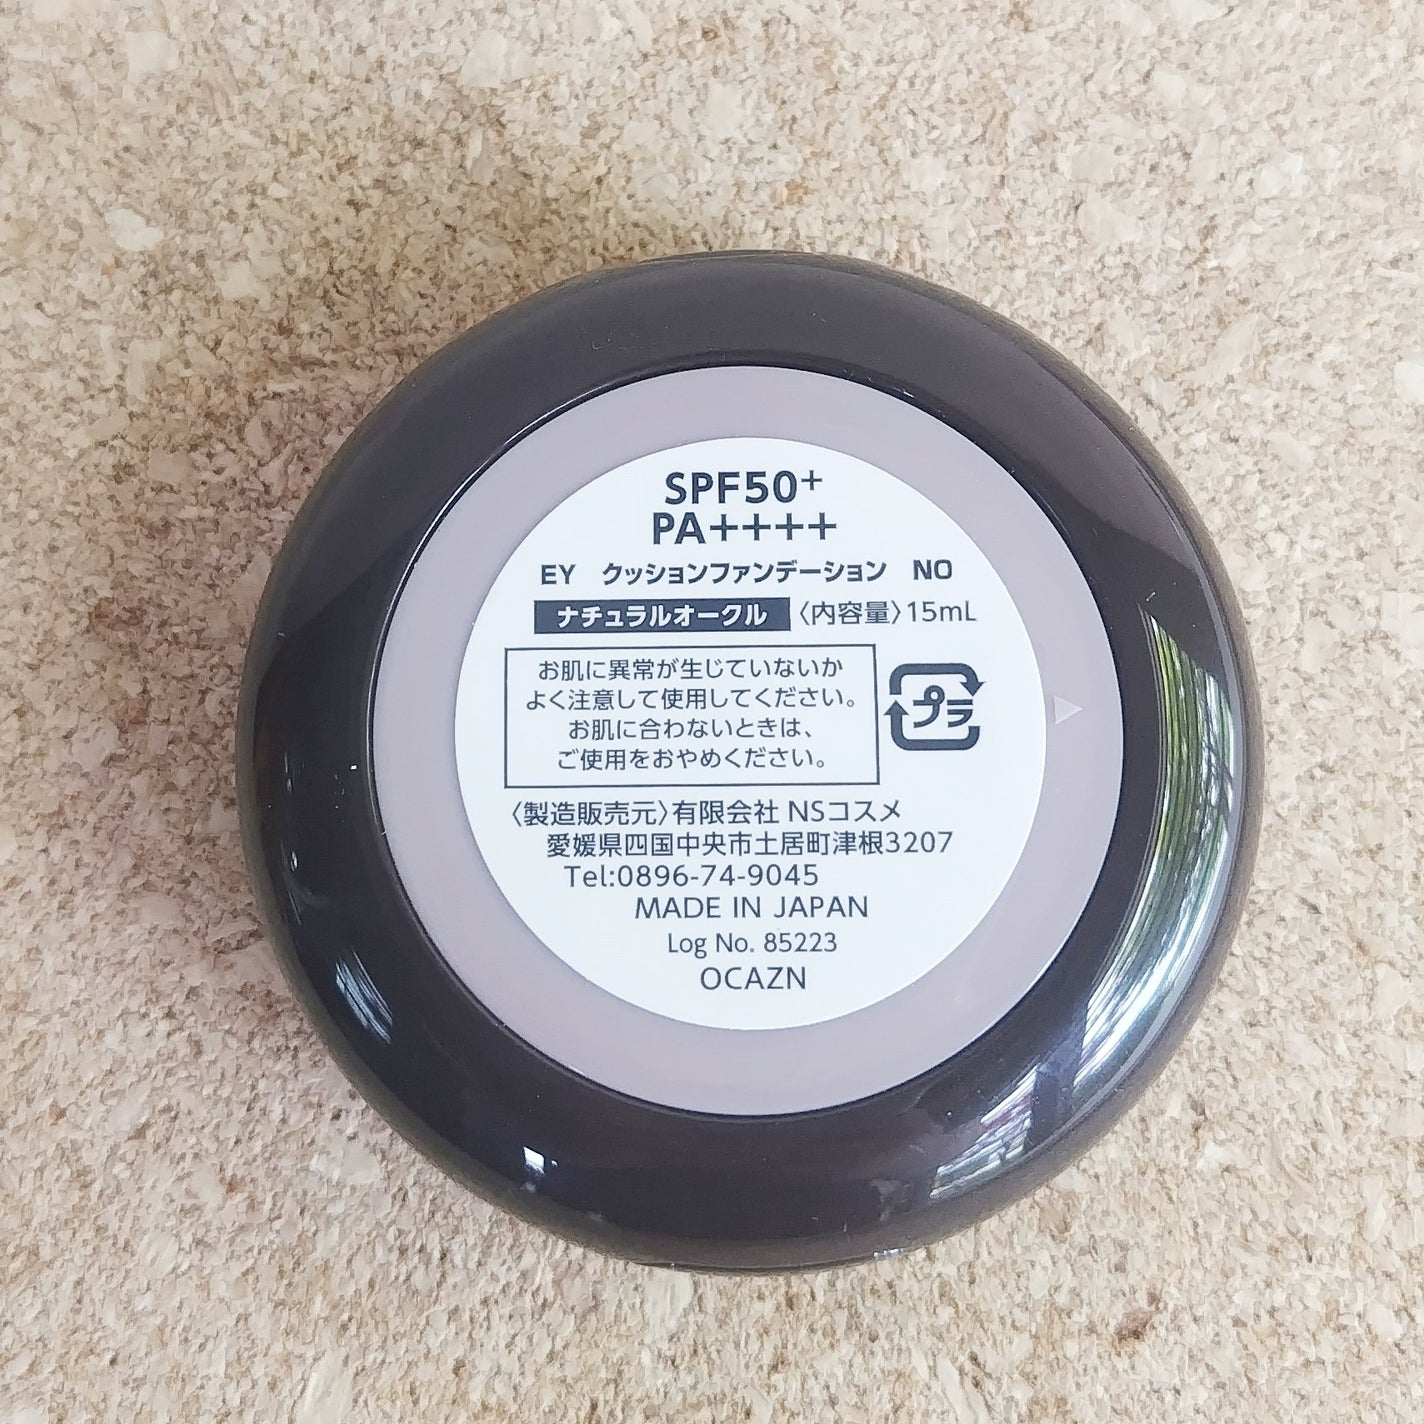 SPF50+
PA++++
EY クッションファンデーション NO
ナチュラルオークル 〈内容量〉15mL
お肌に異常が生じていないか
よく注意して使用してください。
お肌に合わないときは、
ご使用をおやめください。
プラ
〈製造販売元〉有限会社 NSコスメ
愛媛県四国中央市土居町津根3207
Tel:0896-74-9045
MADE IN JAPAN
Log No. 85223
OCAZN